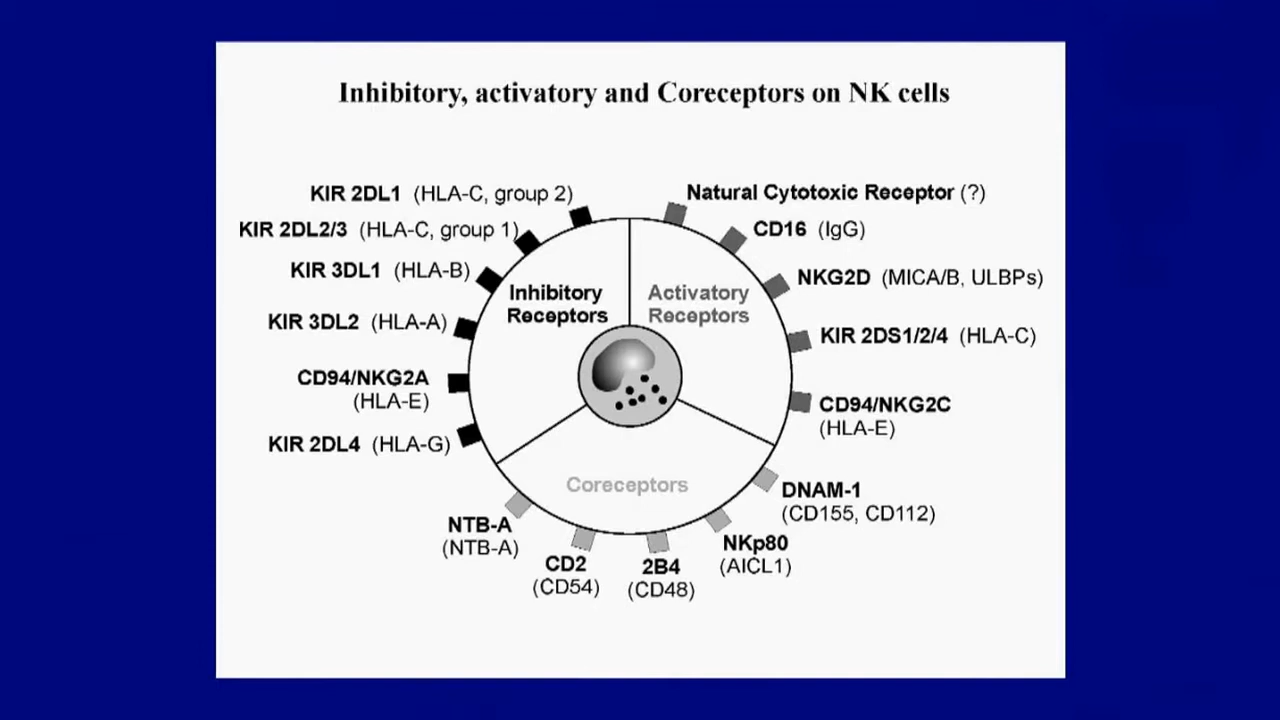 Inhibitory, activatory and Coreceptors on NK cells
KIR 2DL1 (HLA-C, group 2)
KIR 2DL2/3 (HLA-C, group 1)
KIR 3DL1 (HLA-B)
KIR 3DL2 (HLA-A)
CD94/NKG2A
(HLA-E)
KIR 2DL4 (HLA-G)
Inhibitory
Receptors
Activatory
Receptors
Natural Cytotoxic Receptor (?)
CD16 (IgG)
NKG2D (MICA/B, ULBPs)
KIR 2DS1/2/4 (HLA-C)
CD94/NKG2C
(HLA-E)
Coreceptors
NTB-A
(NTB-A)
CD2
(CD54)
2B4
(CD48)
NKp80
(AICL1)
DNAM-1
(CD155, CD112)